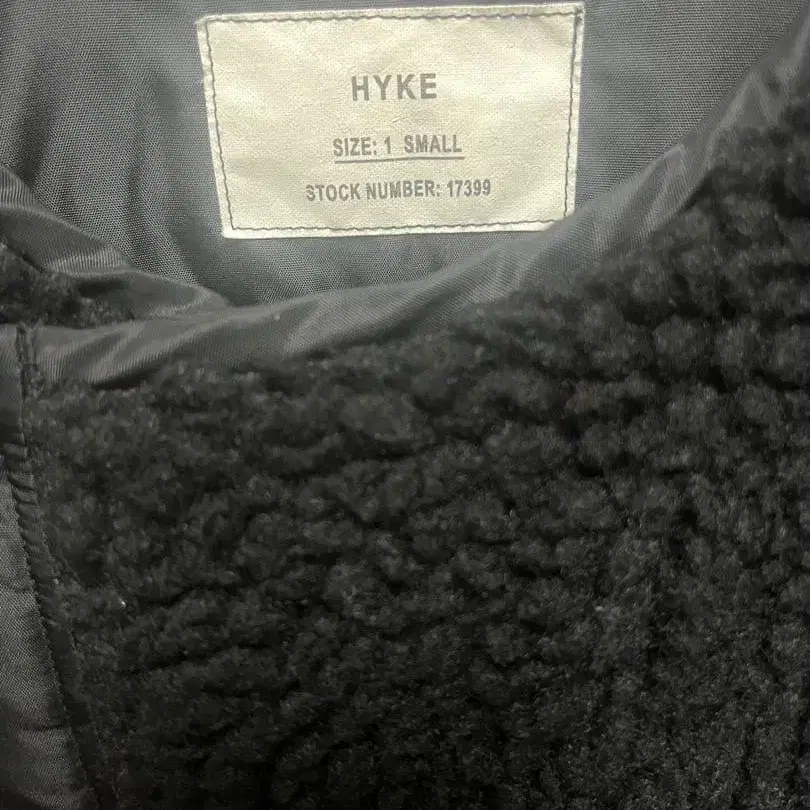 HYKE
SIZE: 1 SMALL
STOCK NUMBER: 17399